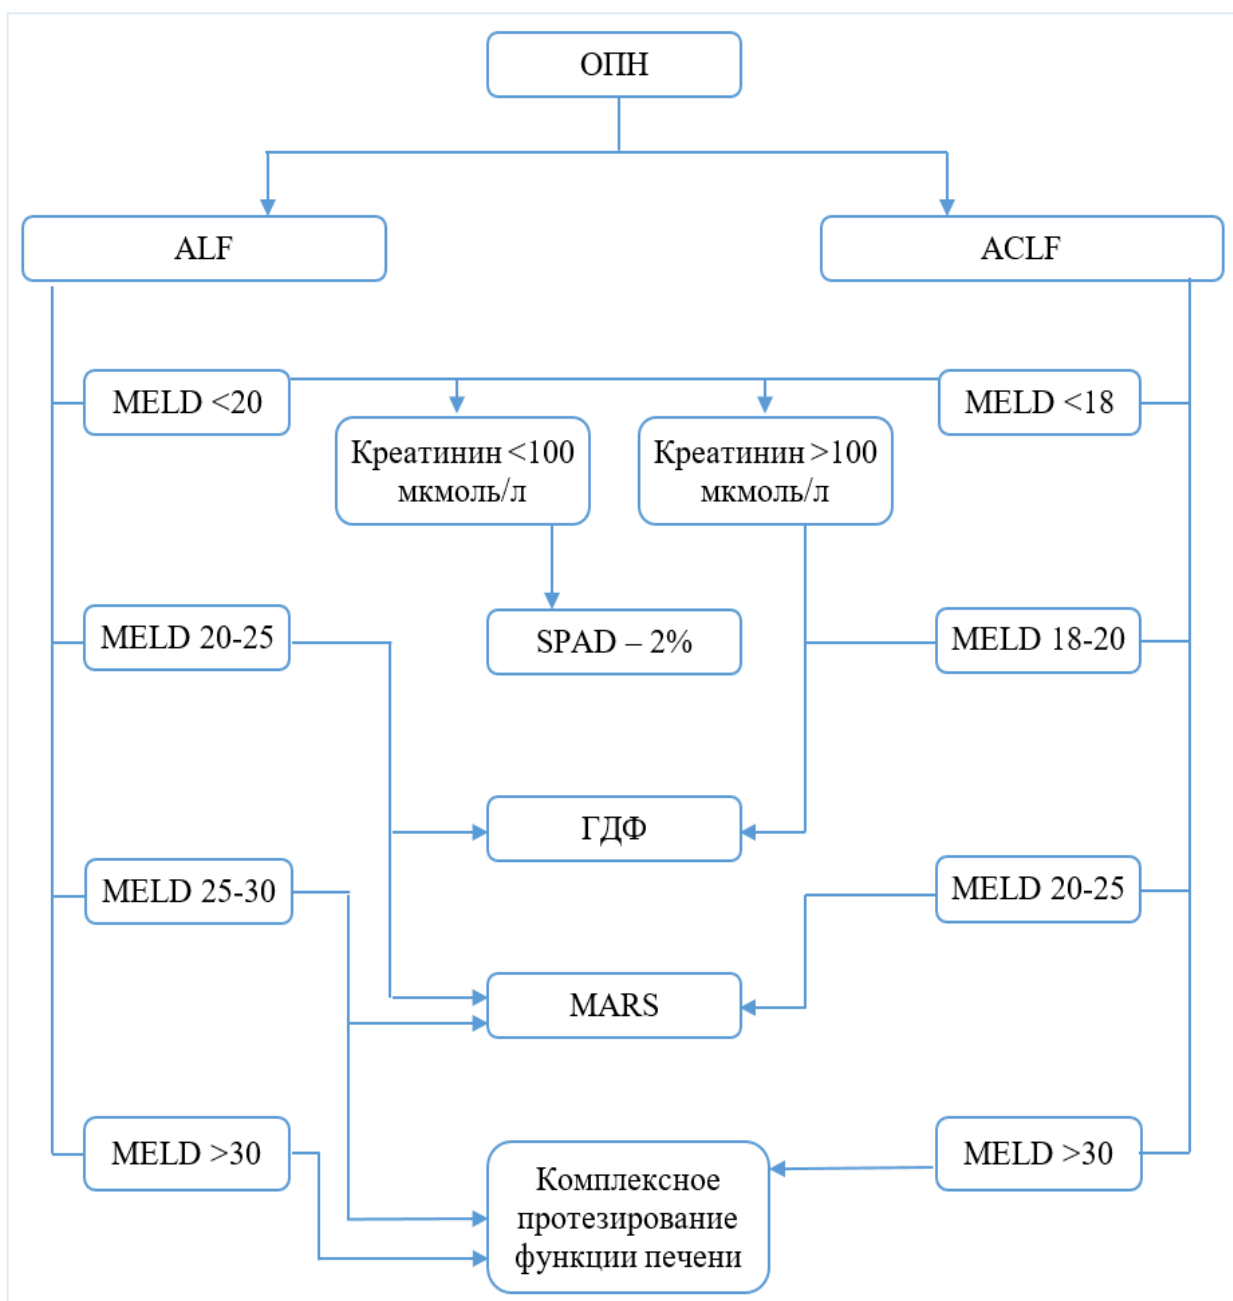 ОПН
ALF
ACLF
MELD <20
MELD <18
Креатинин <100
мкмоль/л
Креатинин >100
мкмоль/л
MELD 20-25
SPAD – 2%
MELD 18-20
ГДФ
MELD 25-30
MELD 20-25
MARS
MELD >30
MELD >30
Комплексное
протезирование
функции печени